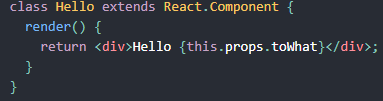 class Hello extends React.Component {
  render() {
    return <div>Hello {this.props.toWhat}</div>;
  }
}